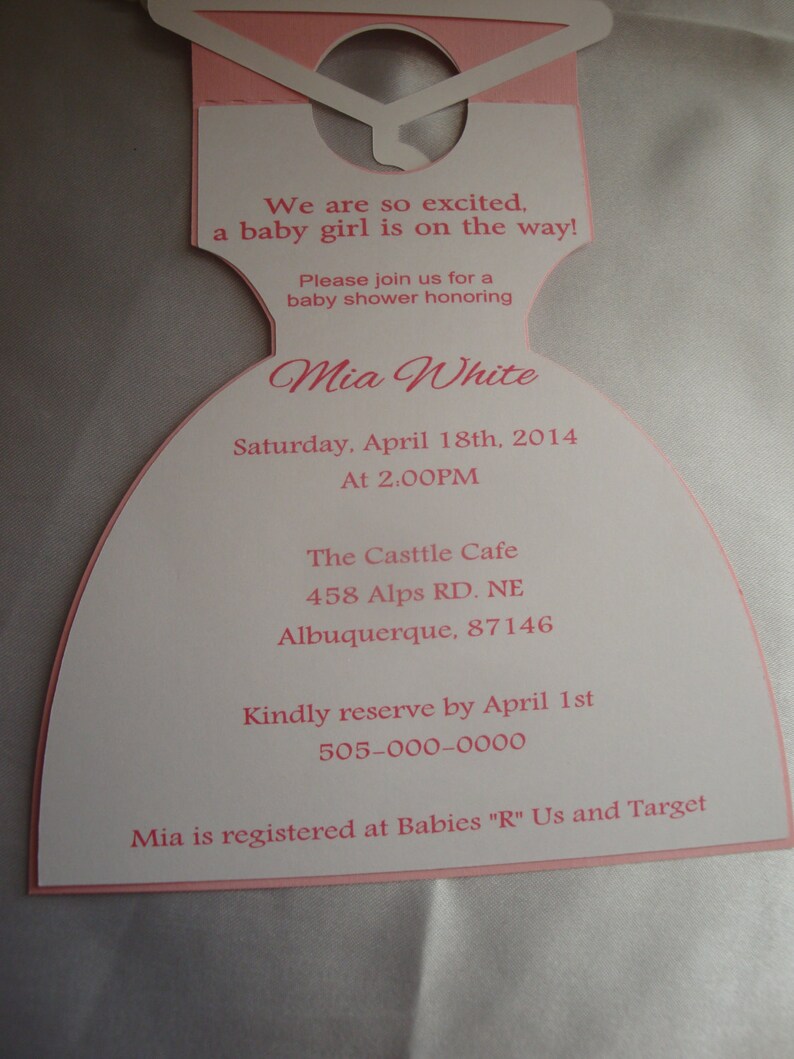 We are so excited,
a baby girl is on the way!
Please join us for a
baby shower honoring
Mia White
Saturday, April 18th, 2014
At 2:00PM
The Casttle Cafe
458 Alps RD. NE
Albuquerque, 87146
Kindly reserve by April 1st
505-000-0000
Mia is registered at Babies "R" Us and Target